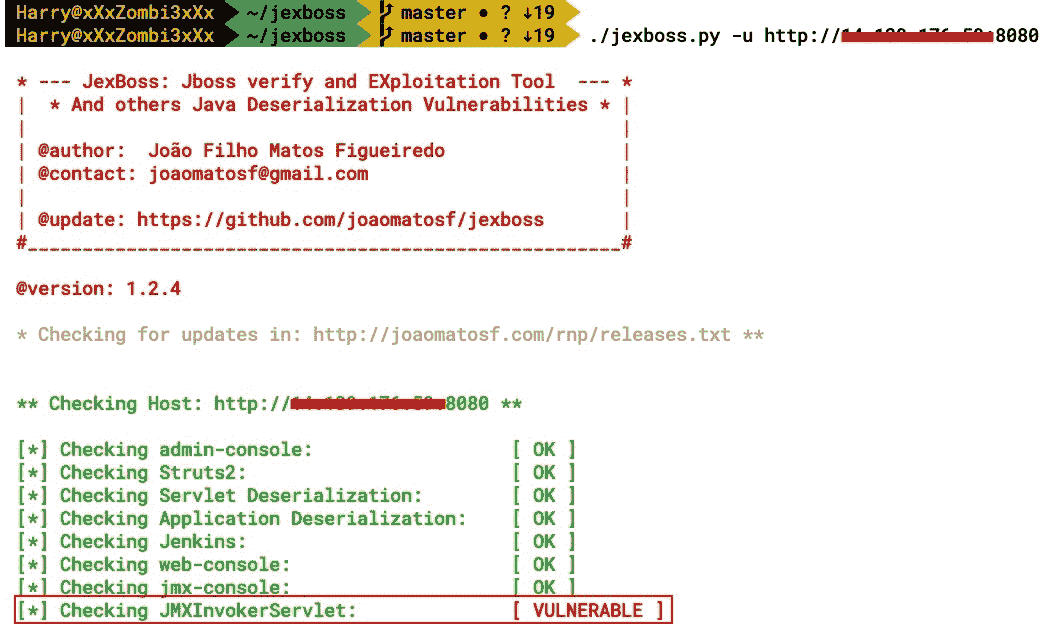 Harry@xXxZombi3xXx ~/jexboss master ● ? ↓19
Harry@xXxZombi3xXx ~/jexboss master ● ? ↓19 ./jexboss.py -u http:// :8080
* --- JexBoss: Jboss verify and EXploitation Tool --- *
| * And others Java Deserialization Vulnerabilities * |
| |
| @author: João Filho Matos Figueiredo |
| @contact: joaomatosf@gmail.com |
| |
| @update: https://github.com/joaomatosf/jexboss |
#______________________________________________________#
@version: 1.2.4
* Checking for updates in: http://joaomatosf.com/rnp/releases.txt **
** Checking Host: http:// :8080 **
[*] Checking admin-console: [ OK ]
[*] Checking Struts2: [ OK ]
[*] Checking Servlet Deserialization: [ OK ]
[*] Checking Application Deserialization: [ OK ]
[*] Checking Jenkins: [ OK ]
[*] Checking web-console: [ OK ]
[*] Checking jmx-console: [ OK ]
[*] Checking JMXInvokerServlet: [ VULNERABLE ]